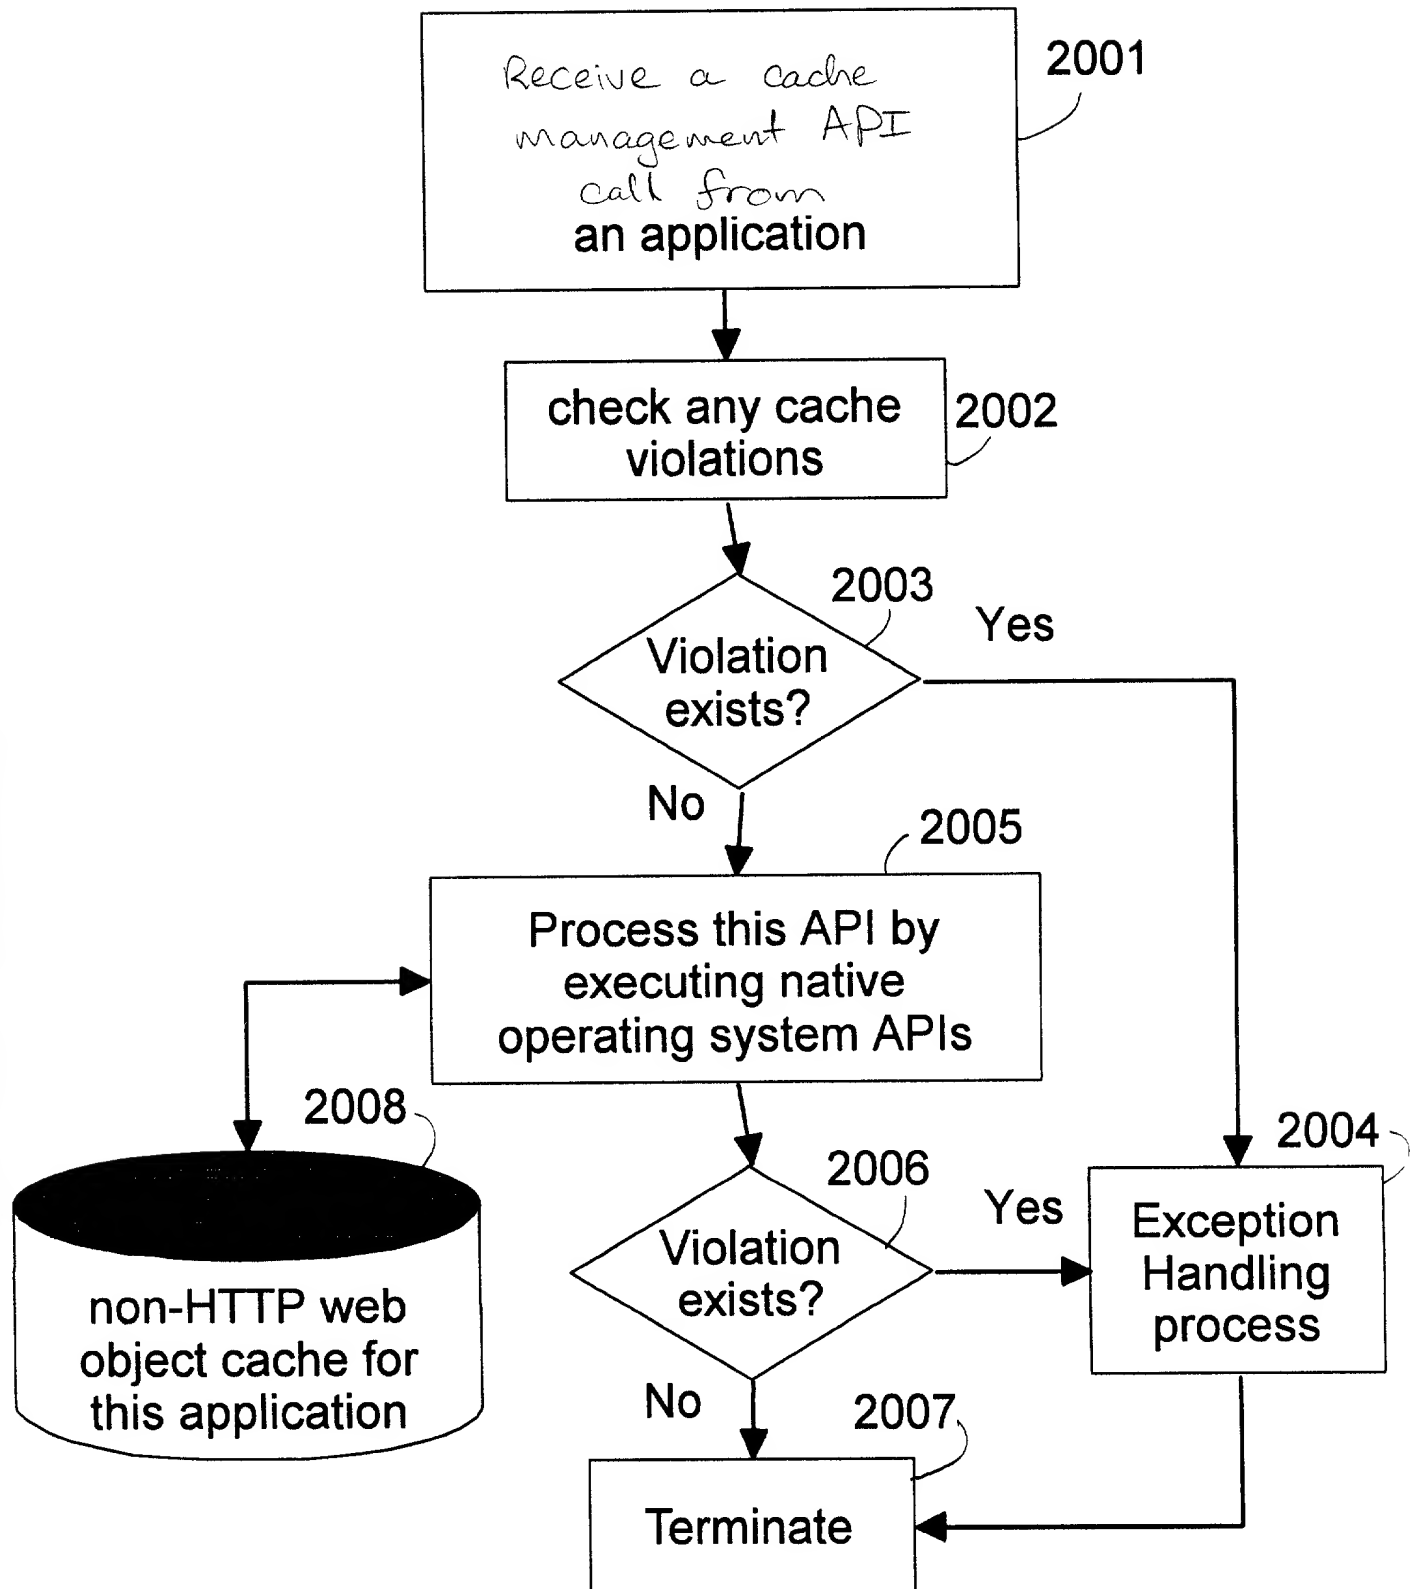 Receive a cache
management API
call from
an application
2001
check any cache
violations
2002
2003
Violation
exists?
Yes
No
2005
Process this API by
executing native
operating system APIs
2008
non-HTTP web
object cache for
this application
2006
Violation
exists?
Yes
2004
Exception
Handling
process
No
2007
Terminate